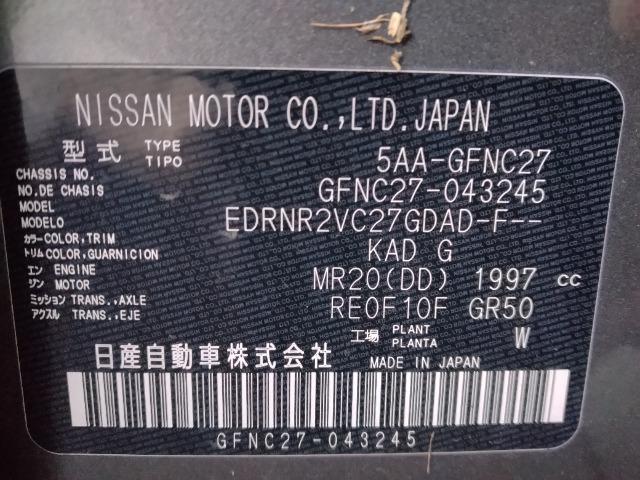 NISSAN MOTOR CO.,LTD.JAPAN
型式 TYPE TIPO 5AA-GFNC27
CHASSIS NO. NO.DE CHASIS GFNC27-043245
MODEL MODELO EDRNR2VC27GDAD-F--
カラー COLOR,TRIM トリム COLOR,GUARNICION KAD G
エン ENGINE ジン MOTOR MR20(DD) 1997 cc
ミッション TRANS.,AXLE アクスル TRANS.,EJE RE0F10F GR50
工場 PLANT PLANTA W
日産自動車株式会社 MADE IN JAPAN
GFNC27-043245